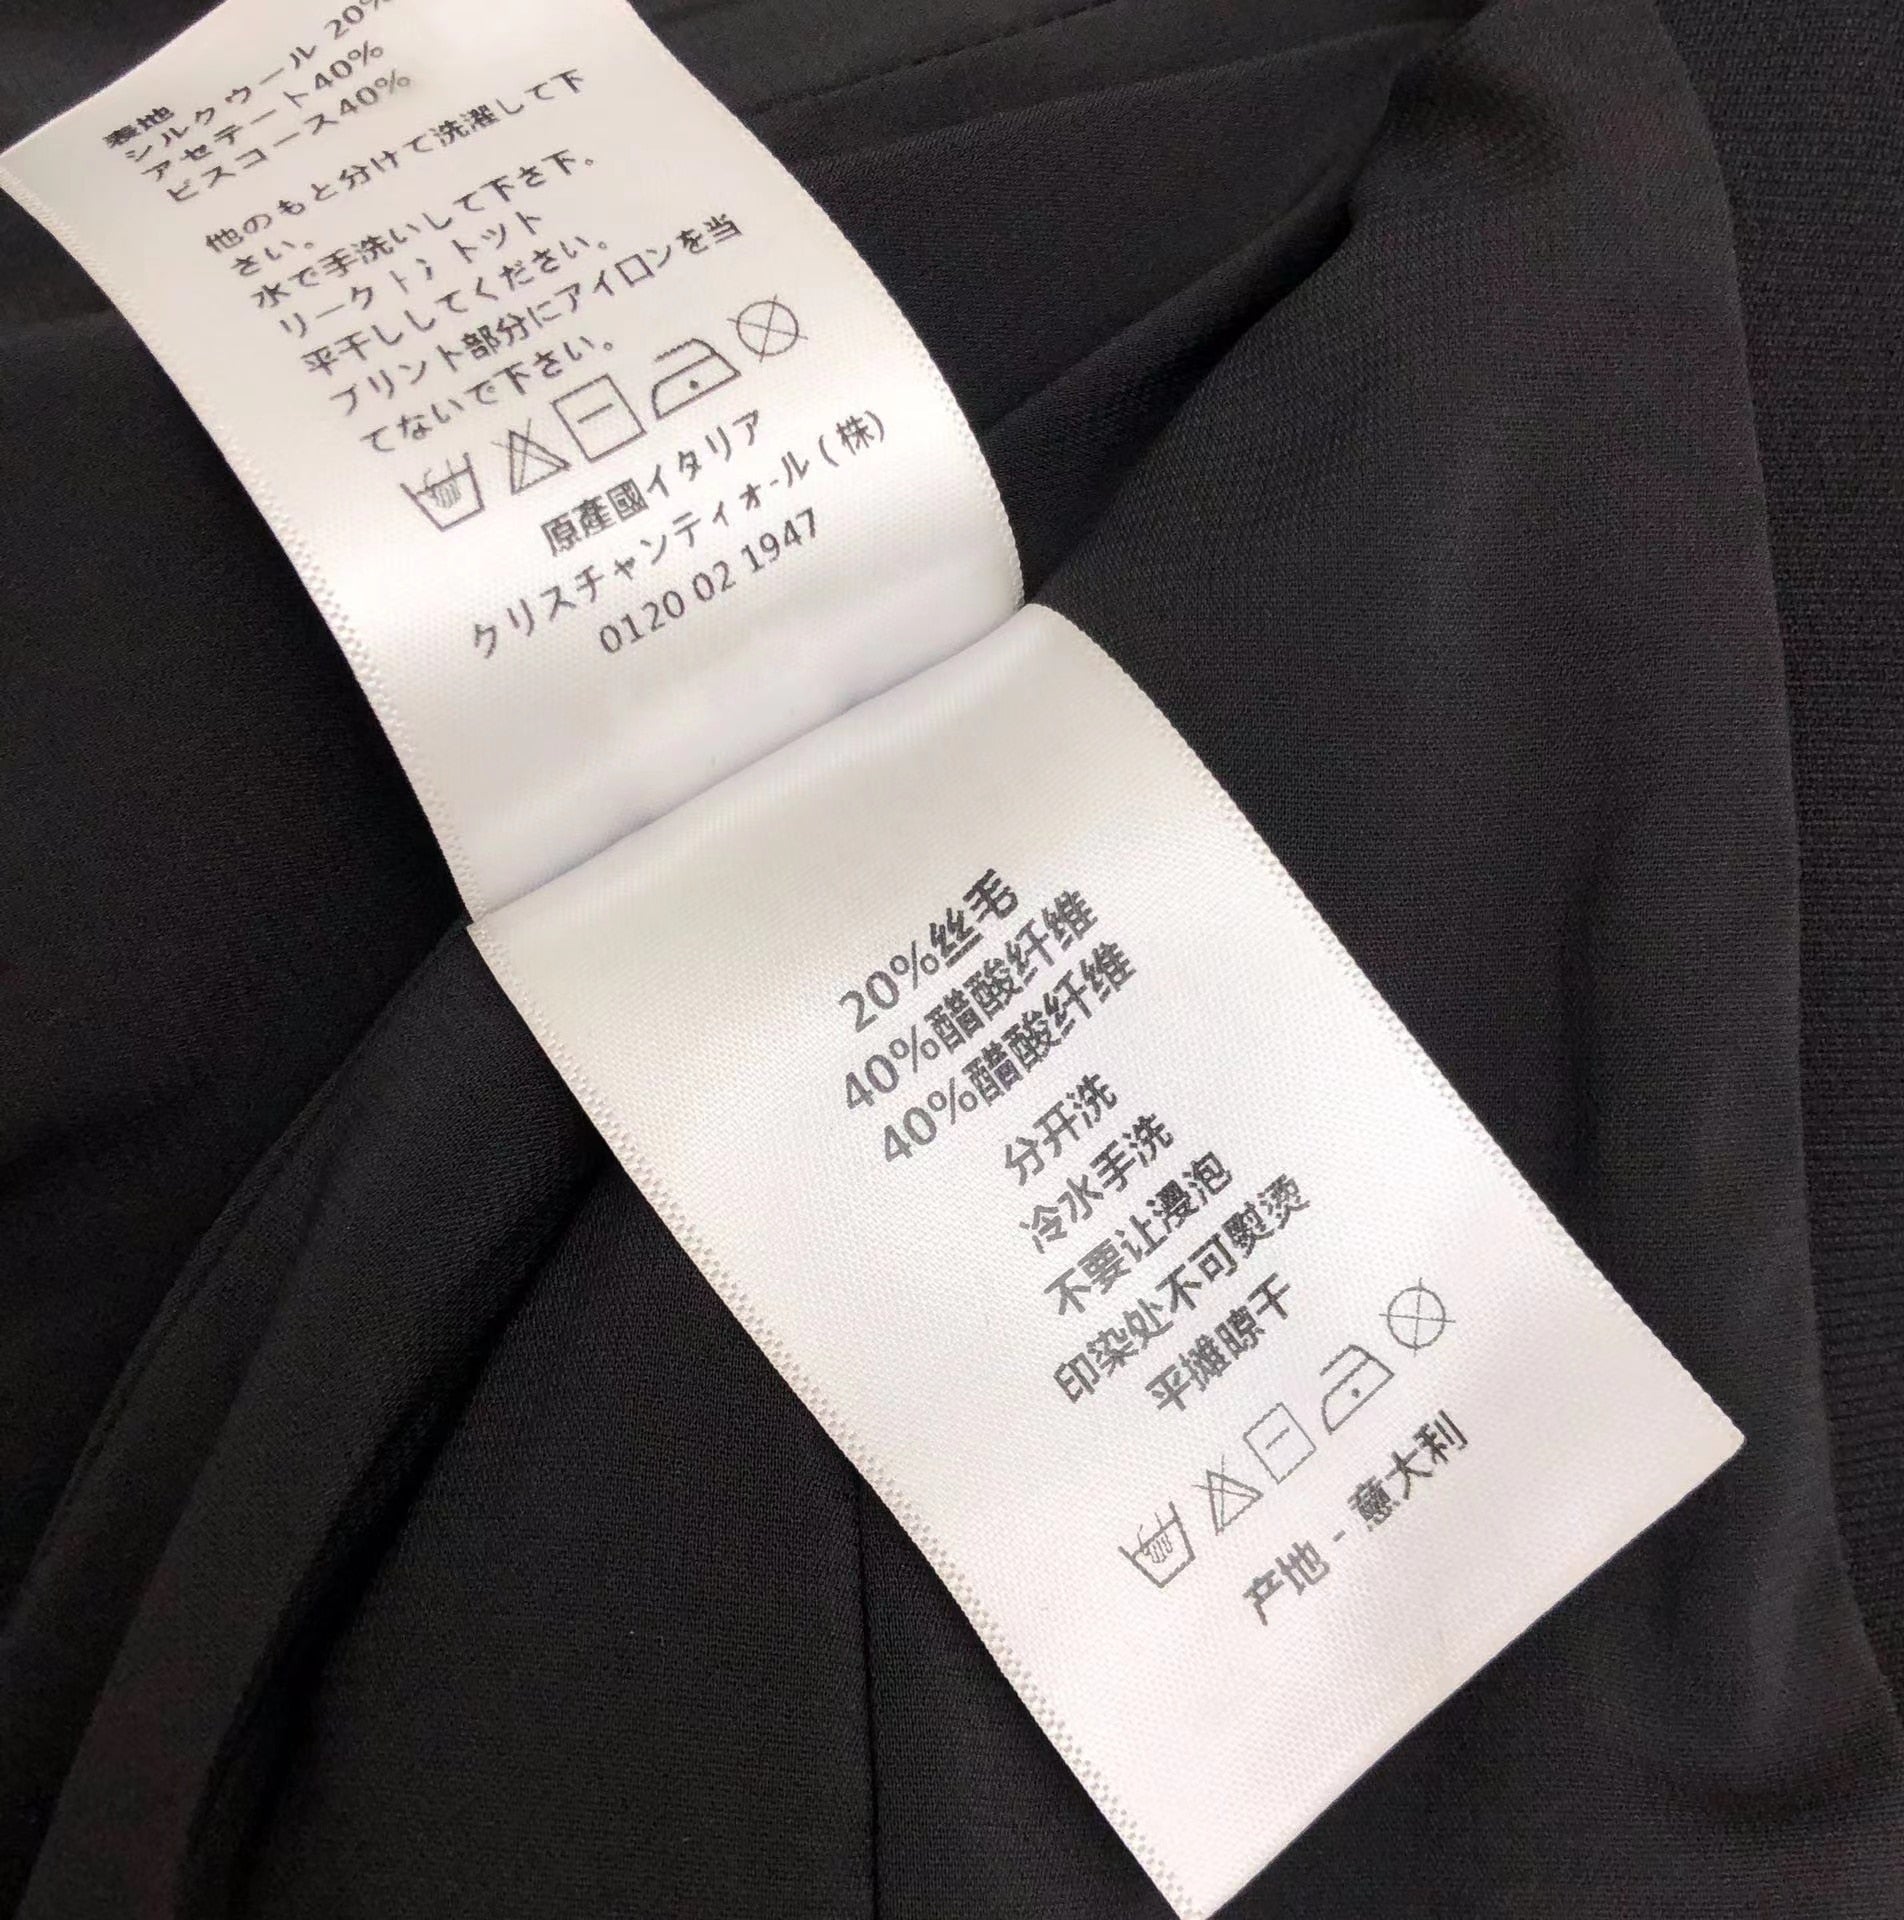 表地
シルクウール 20%
アセテート40%
ビスコース40%
他のもと分けて洗濯して下
さい。
水で手洗いして下さ下。
リークト冫トット
平干ししてください。
プリント部分にアイロンを当
てないで下さい。
原產國イタリア
クリスチャンティオ-ル(株)
0120 02 1947
20%丝毛
40%醋酸纤维
40%醋酸纤维
分开洗
冷水手洗
不要让浸泡
印染处不可熨烫
平摊晾干
产地 - 意大利